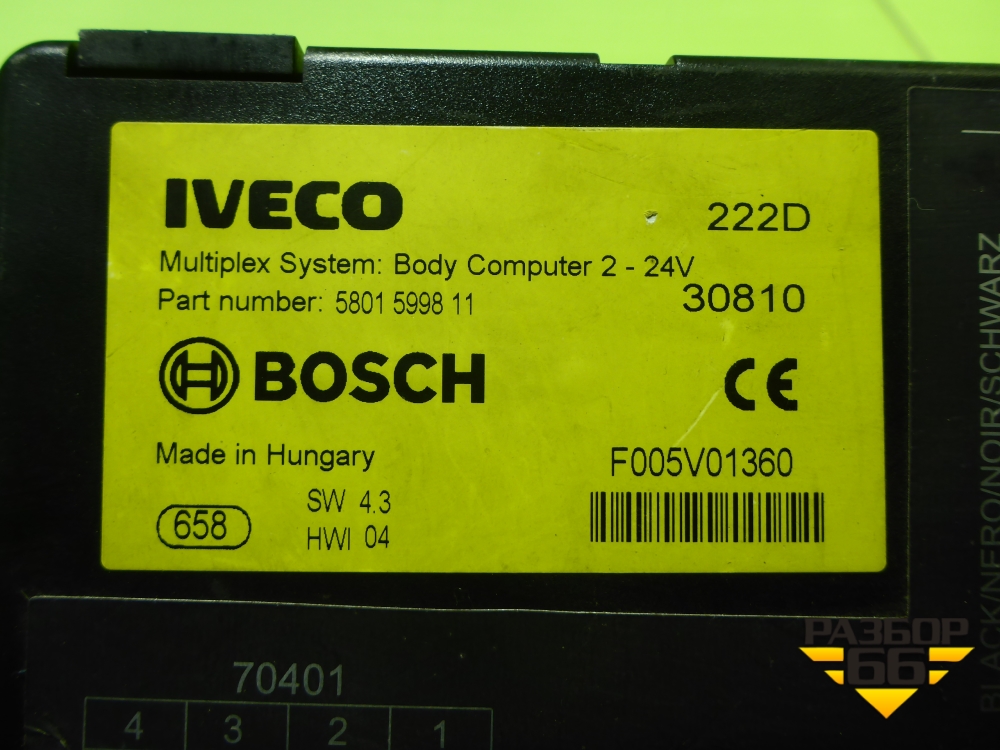 IVECO
222D
Multiplex System: Body Computer 2 - 24V
Part number: 5801 5998 11
30810
BOSCH
CE
Made in Hungary
F005V01360
SW 4.3
658
HWI 04
70401
4 3 2 1
BLACK/NERO/NOIR/SCHWARZ
РАЗБОР
66